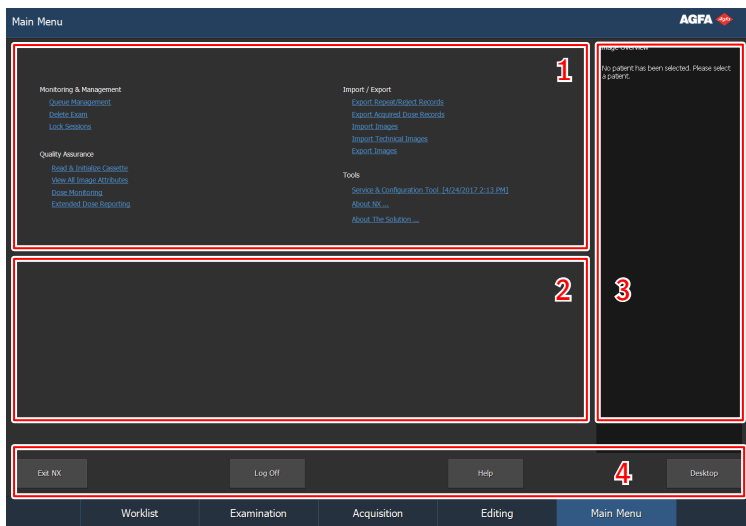 Main Menu
AGFA
Image Overview
No patient has been selected. Please select
a patient.
1
Monitoring & Management
Queue Management
Delete Exam
Lock Sessions
Quality Assurance
Read & Initialize Cassette
View All Image Attributes
Dose Monitoring
Extended Dose Reporting
Import / Export
Export Repeat/Reject Records
Export Acquired Dose Records
Import Images
Import Technical Images
Export Images
Tools
Service & Configuration Tool [4/24/2017 2:13 PM]
About NX ...
About The Solution ...
2
3
4
Exit NX
Log Off
Help
Desktop
Worklist
Examination
Acquisition
Editing
Main Menu